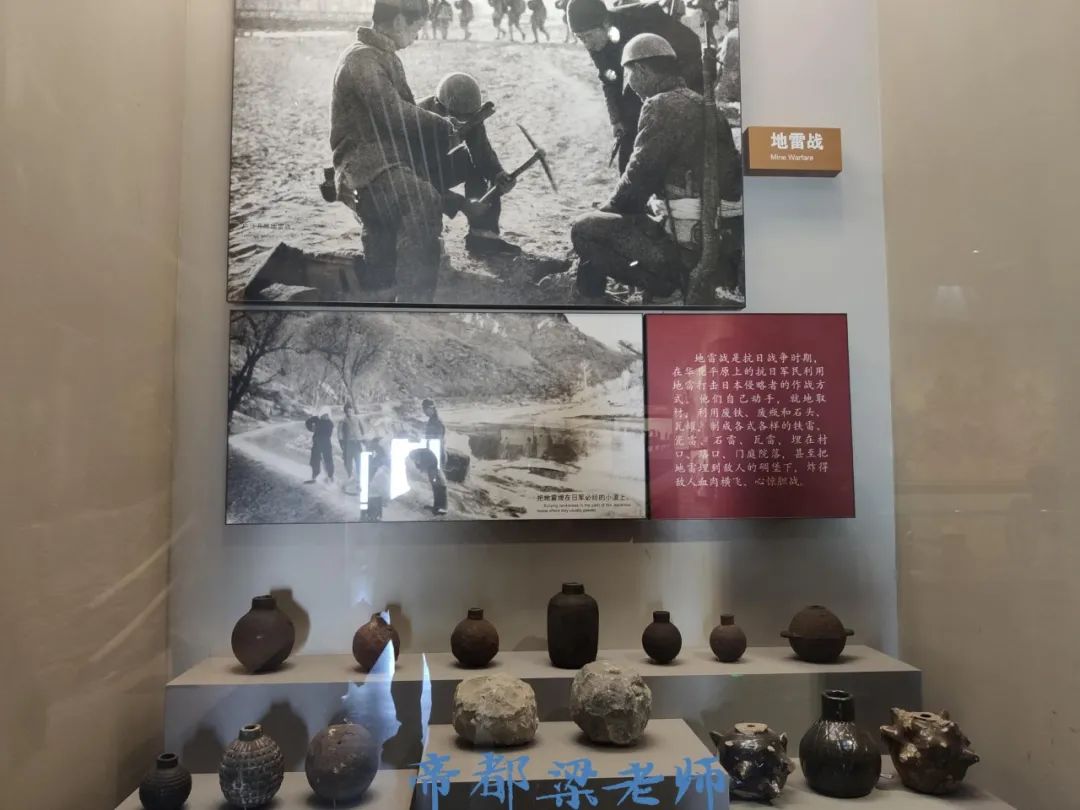 地雷战
Mine Warfare
地雷战是抗日战争时期，
在华北平原上的抗日军民利用
地雷打击日本侵略者的作战方
式。他们自己动手，就地取
材，利用废铁、废瓶和石头、
瓦罐，制成各式各样的铁雷、
瓷雷、石雷、瓦雷，埋在村
口、路口、门庭院落，甚至把
地雷埋到敌人的碉堡下，炸得
敌人血肉横飞，心惊胆战。
把地雷埋在日军必经的小道上。
帝都梁老师